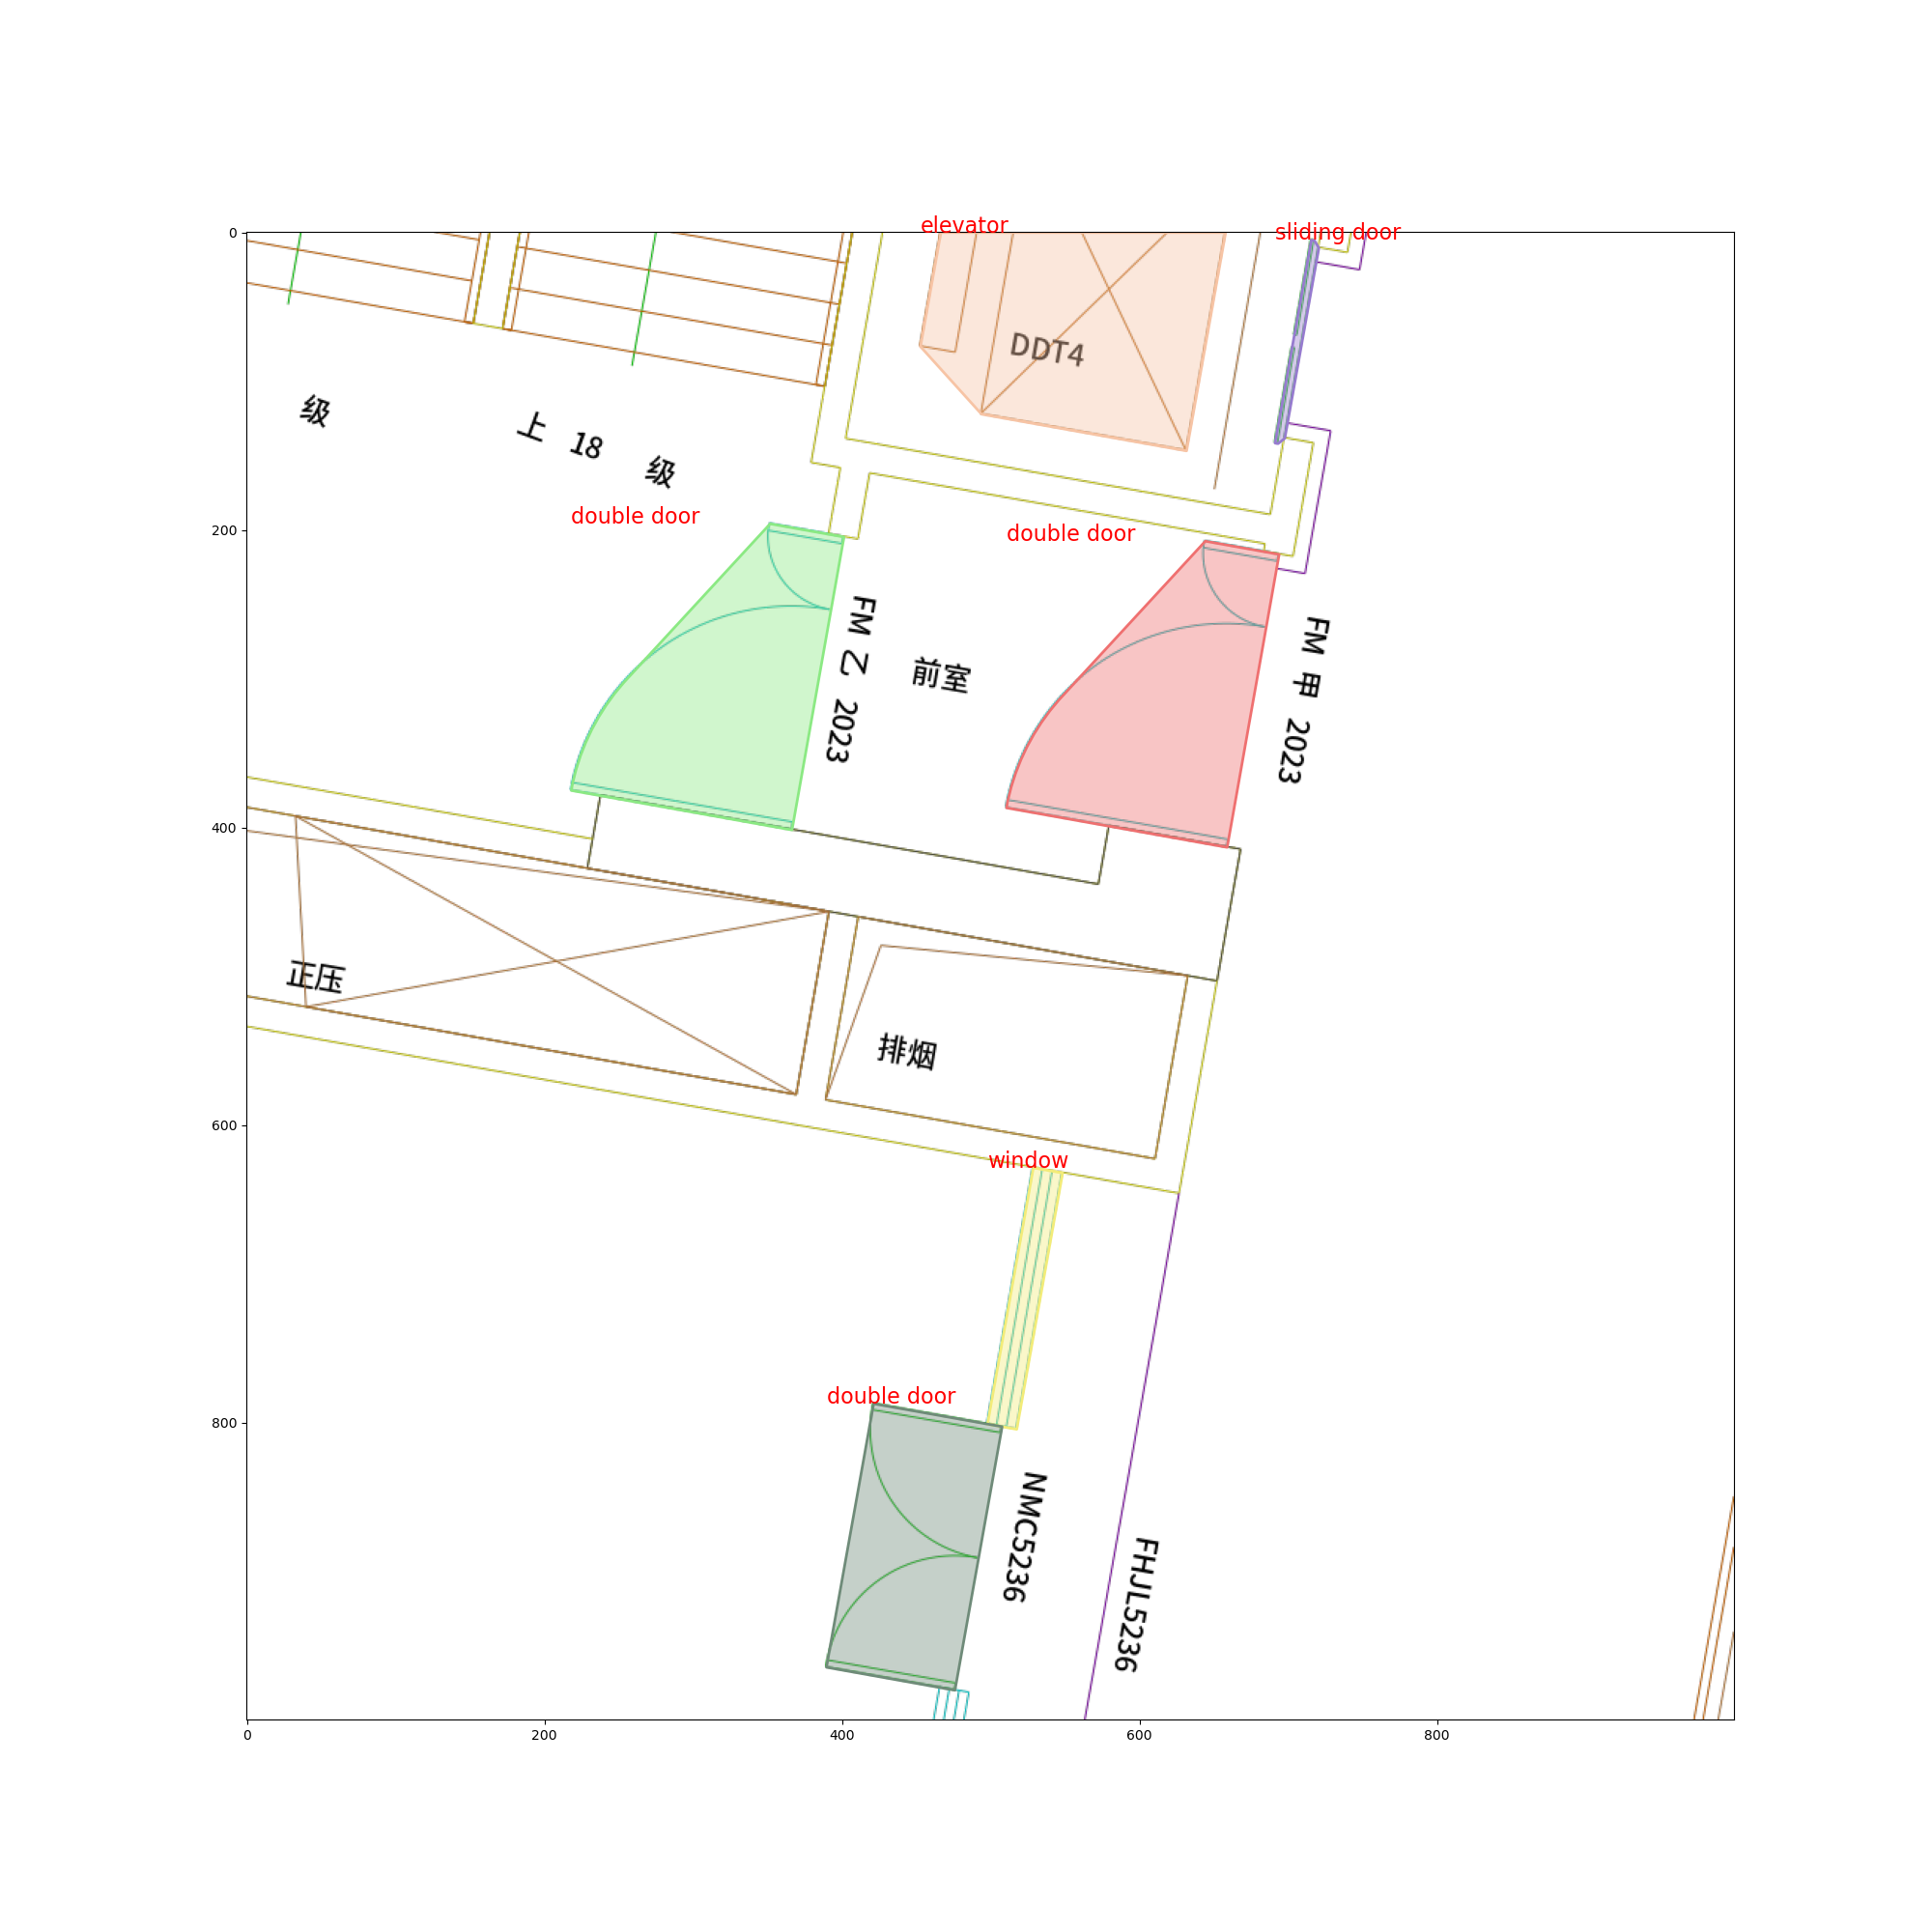 elevator
sliding door
0
DDT4
级
上 18 级
double door
double door
200
FM 乙 2023
前室
FM 甲 2023
400
正压
排烟
600
window
double door
800
NMC5236
FHJL5236
0 200 400 600 800